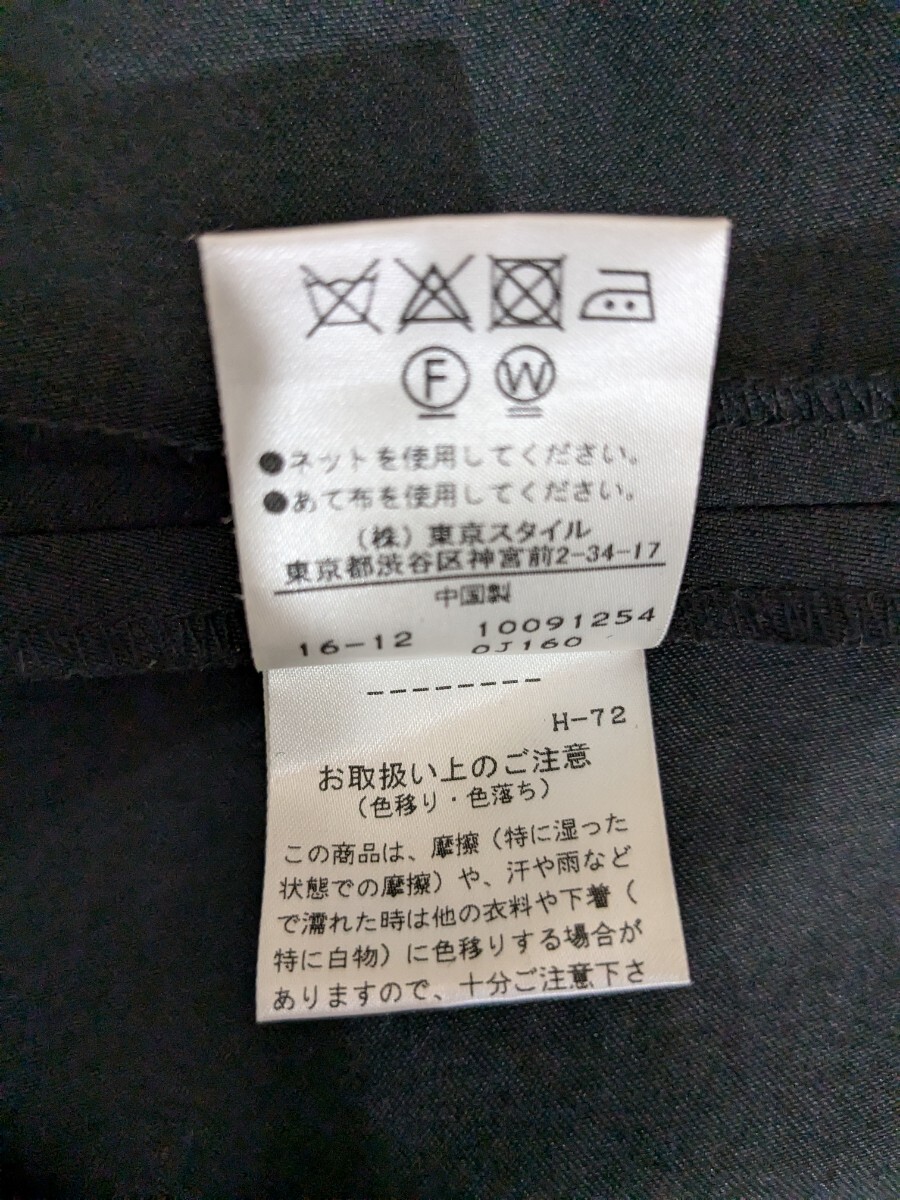 F W
●ネットを使用してください。
●あて布を使用してください。
(株)東京スタイル
東京都渋谷区神宮前2-34-17
中国製
16-12 10091254
0J160
--------
H-72
お取扱い上のご注意
(色移り・色落ち)
この商品は、摩擦(特に湿った
状態での摩擦)や、汗や雨など
で濡れた時は他の衣料や下着(
特に白物)に色移りする場合が
ありますので、十分ご注意下さ